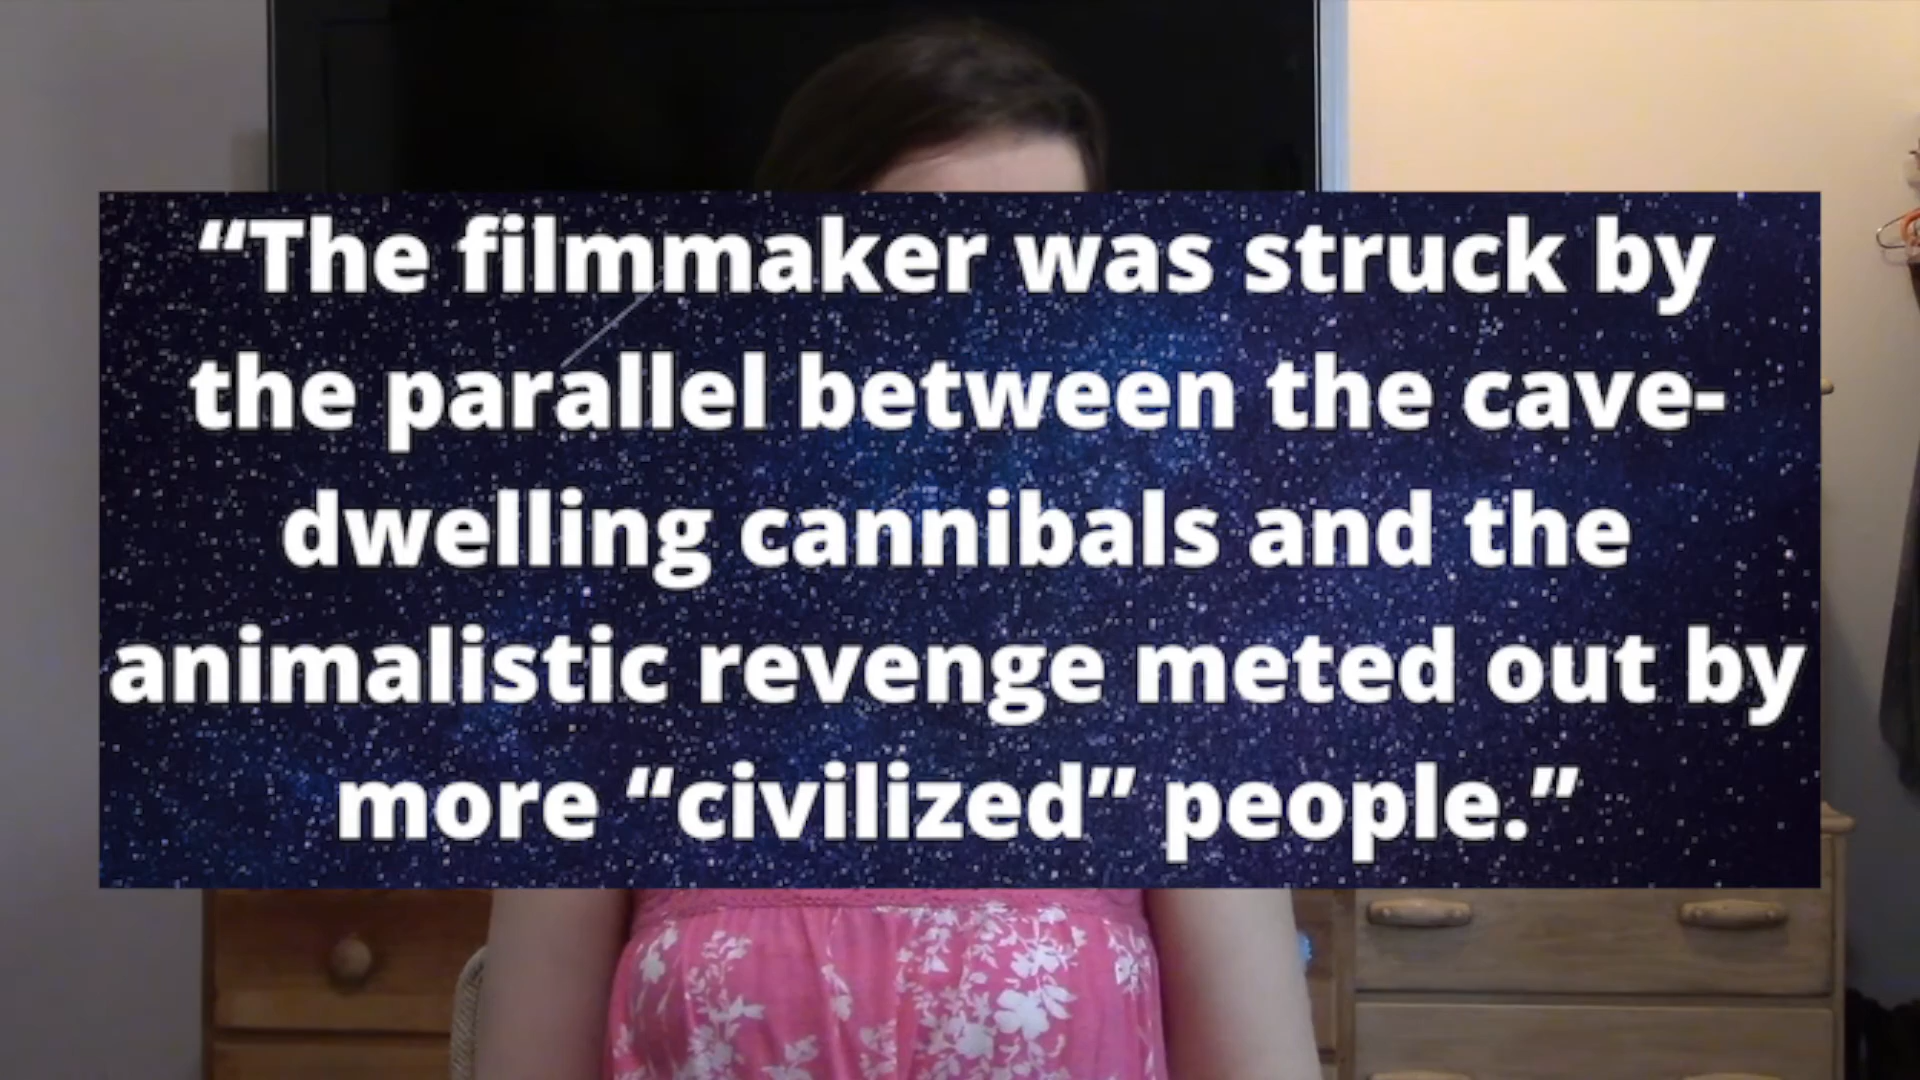 “The filmmaker was struck by
the parallel between the cave-
dwelling cannibals and the
animalistic revenge meted out by
more “civilized” people.”